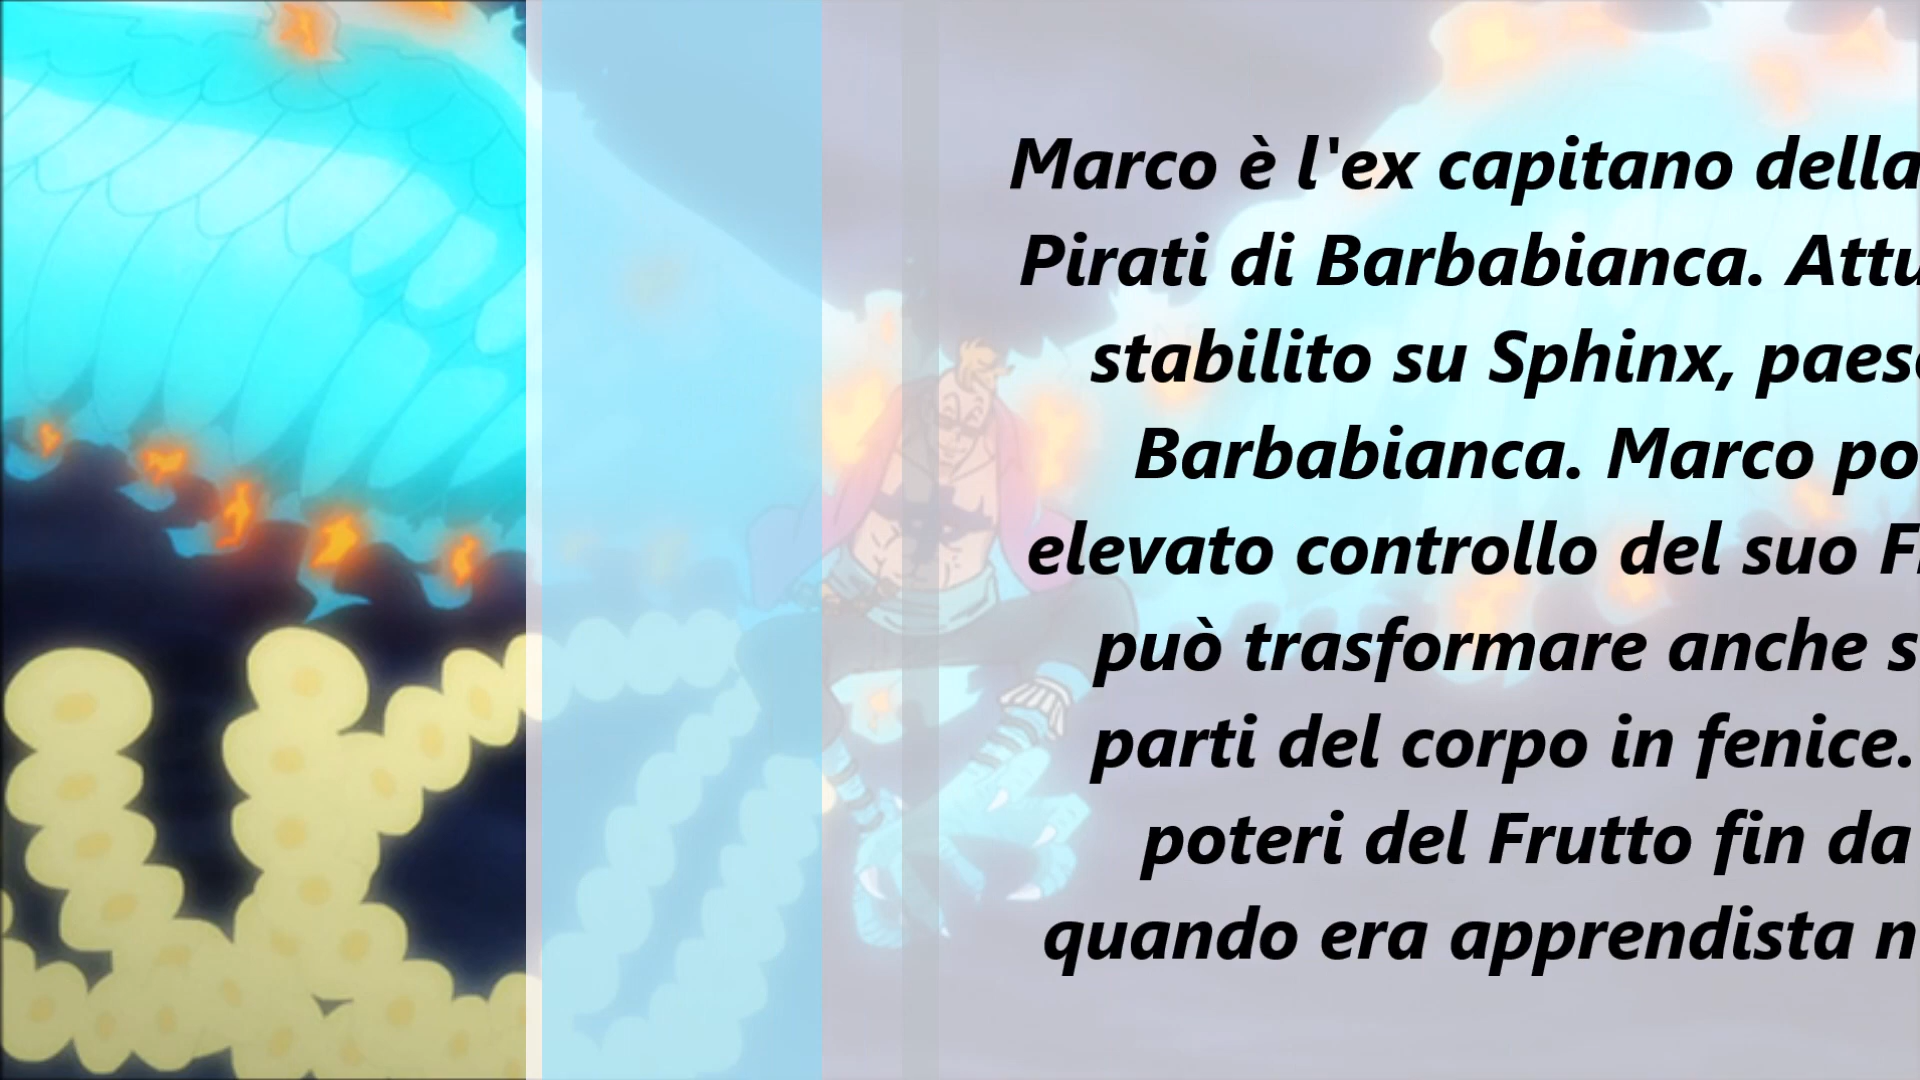 Marco è l'ex capitano della
Pirati di Barbabianca. Attu
stabilito su Sphinx, paes
Barbabianca. Marco po
elevato controllo del suo F
può trasformare anche s
parti del corpo in fenice.
poteri del Frutto fin da
quando era apprendista n